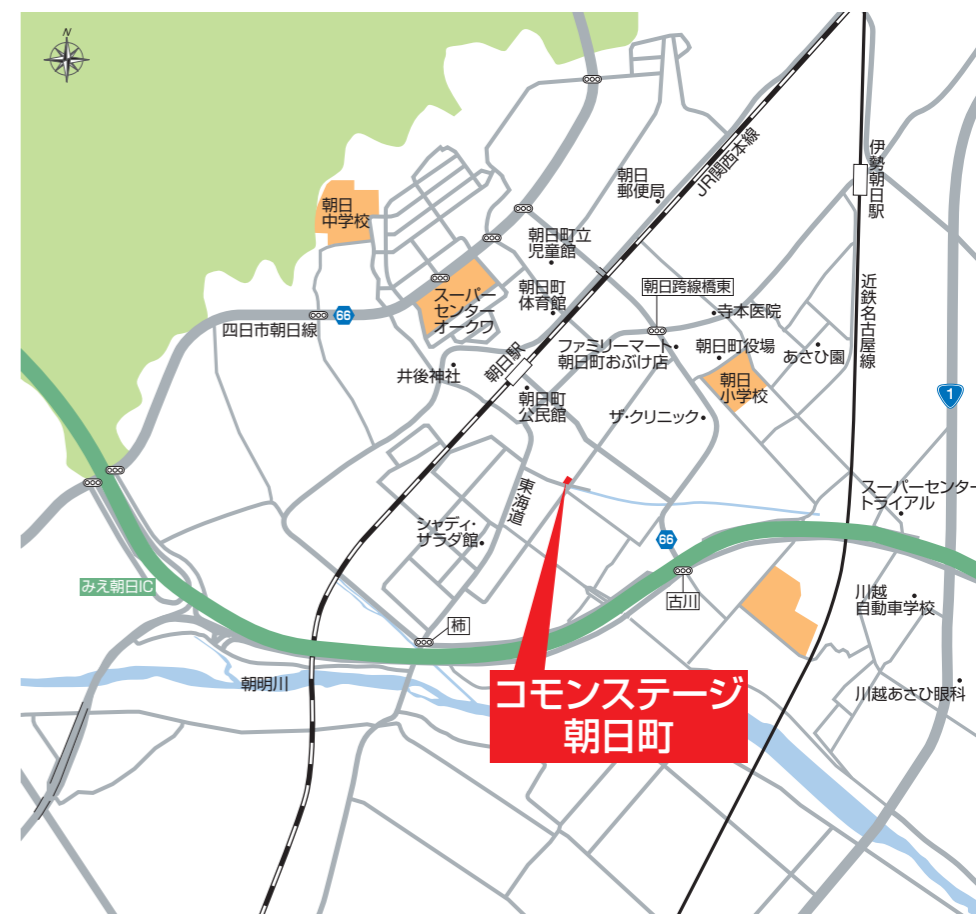 N
朝日
中学校
四日市朝日線
66
スーパー
センター
オークワ
朝日町立
児童館
朝日町
体育館
朝日
郵便局
JR関西本線
伊勢朝日駅
近鉄名古屋線
1
朝日跨線橋東
寺本医院
ファミリーマート
朝日町おぶけ店
朝日町役場
あさひ園
朝日
小学校
井後神社
朝日駅
朝日町
公民館
ザ・クリニック
東海道
シャディ・
サラダ館
スーパーセンター
トライアル
66
古川
みえ朝日IC
柿
川越
自動車学校
朝明川
川越あさひ眼科
コモンステージ
朝日町